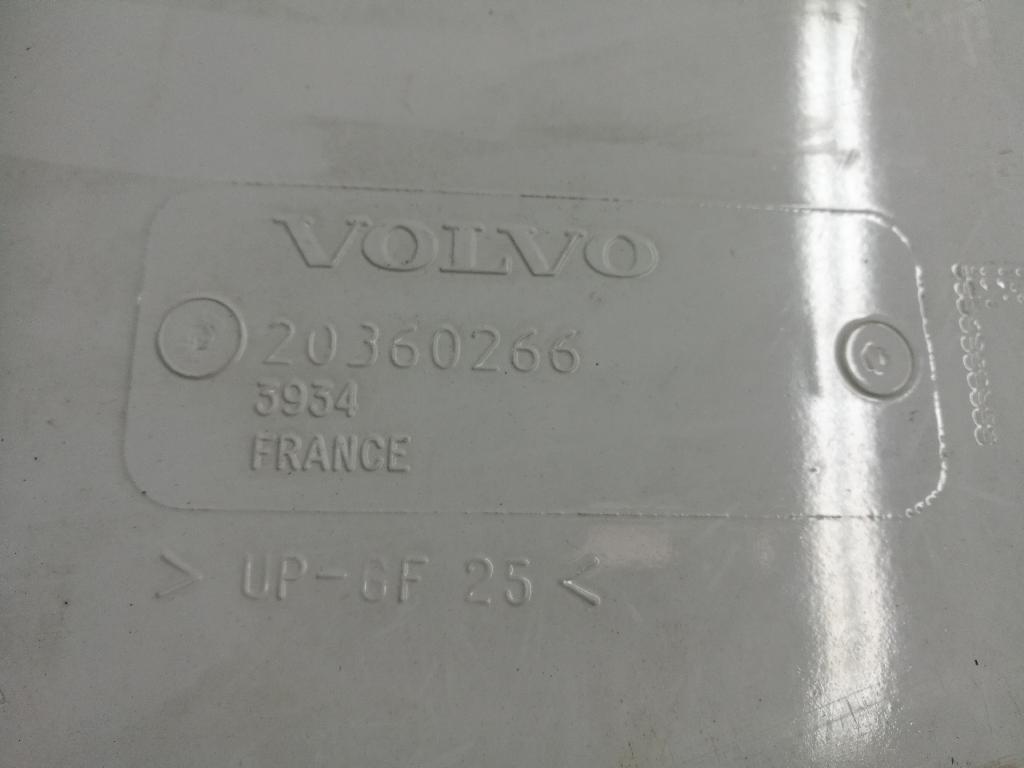 VOLVO
20360266
3934
FRANCE
> UP-GF 25 <